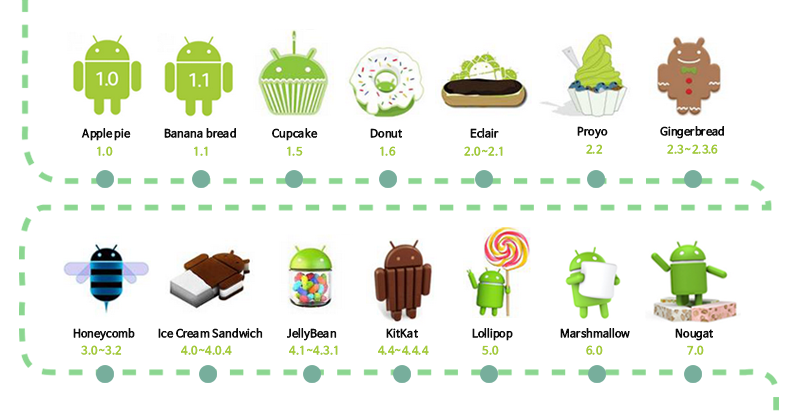 1.0
1.1
Apple pie
Banana bread
Cupcake
Donut
Eclair
Proyo
Gingerbread
1.0
1.1
1.5
1.6
2.0~2.1
2.2
2.3~2.3.6
Honeycomb
Ice Cream Sandwich
JellyBean
KitKat
Lollipop
Marshmallow
Nougat
3.0~3.2
4.0~4.0.4
4.1~4.3.1
4.4~4.4.4
5.0
6.0
7.0